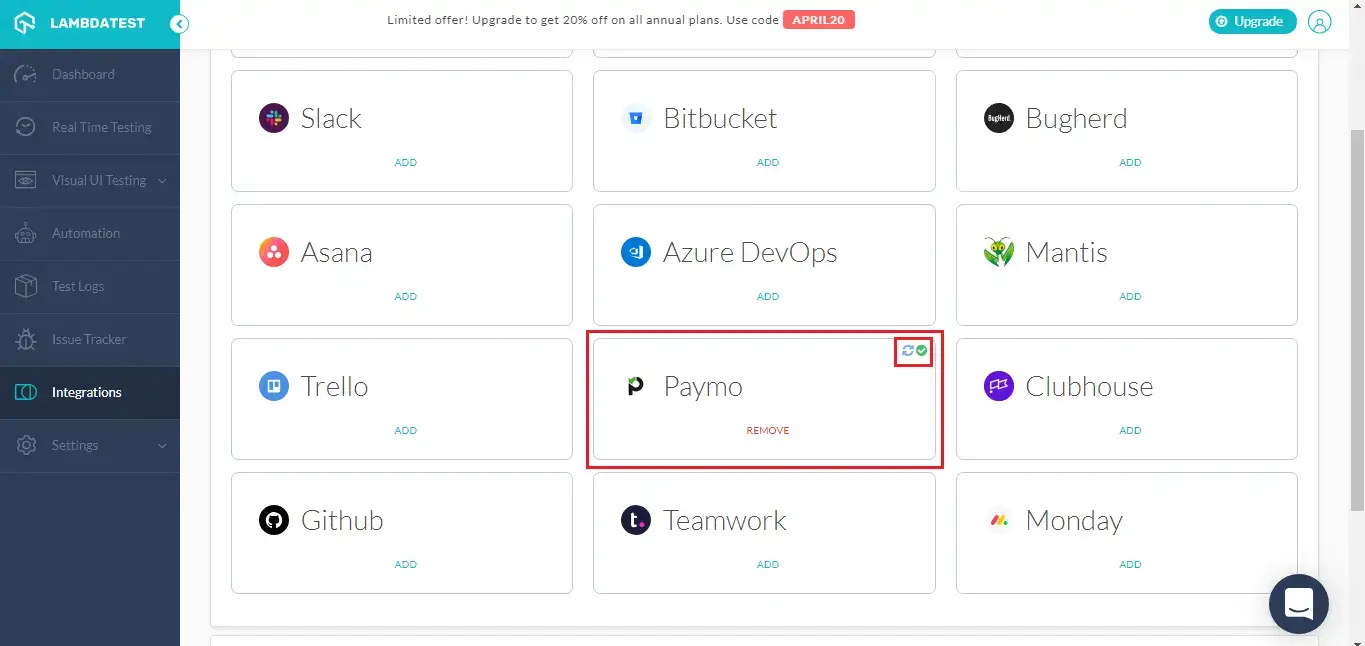 LAMBDATEST
Limited offer! Upgrade to get 20% off on all annual plans. Use code APRIL20
Upgrade
Dashboard
Real Time Testing
Visual UI Testing
Automation
Test Logs
Issue Tracker
Integrations
Settings
Slack
ADD
Bitbucket
ADD
BugHerd.
Bugherd
ADD
Asana
ADD
Azure DevOps
ADD
Mantis
ADD
Trello
ADD
Paymo
REMOVE
Clubhouse
ADD
Github
ADD
t.
Teamwork
ADD
Monday
ADD